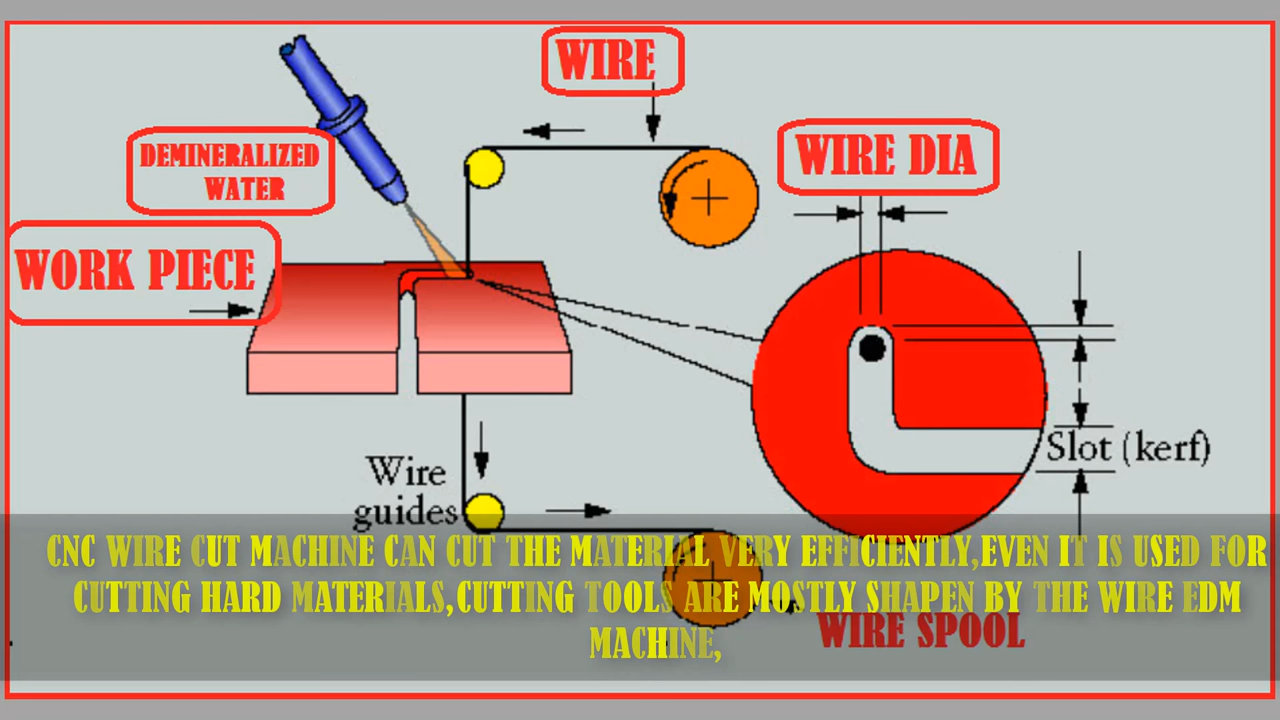 WIRE
WIRE DIA
DEMINERALIZED
WATER
WORK PIECE
Slot (kerf)
Wire
guides
CNC WIRE CUT MACHINE CAN CUT THE MATERIAL VERY EFFICIENTLY,EVEN IT IS USED FOR
CUTTING HARD MATERIALS,CUTTING TOOLS ARE MOSTLY SHAPEN BY THE WIRE EDM
MACHINE,
WIRE SPOOL